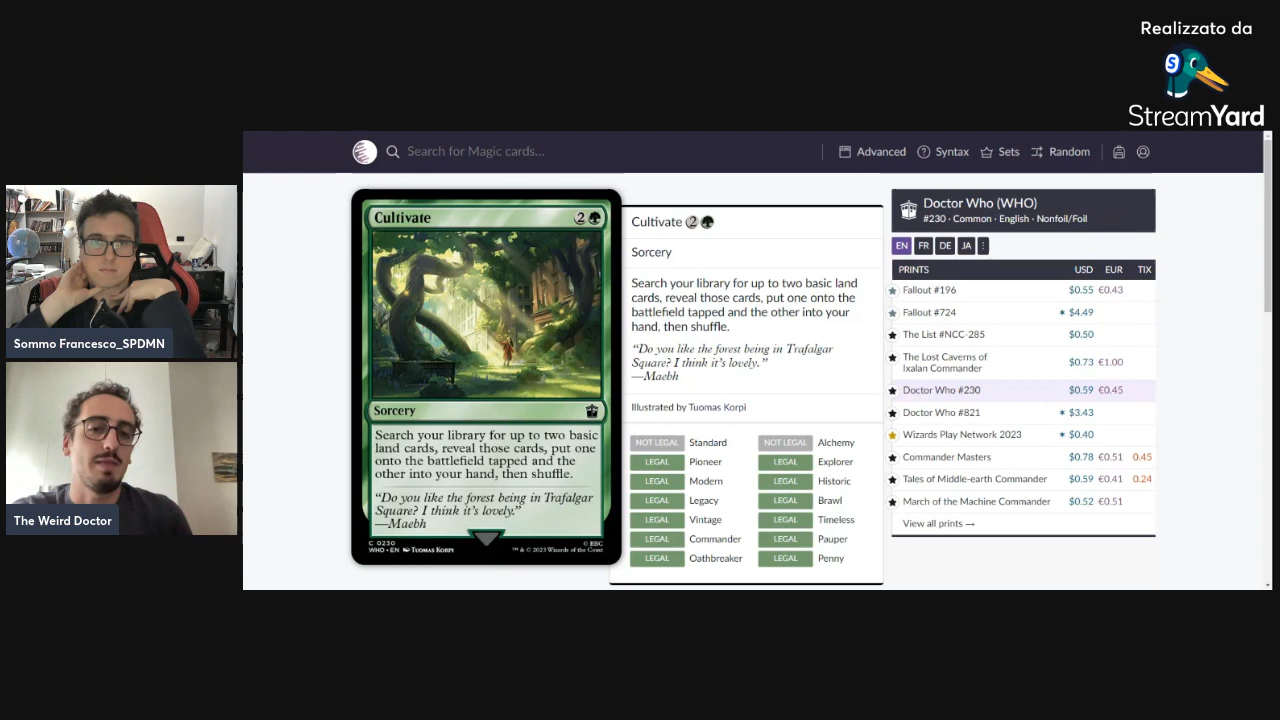 Realizzato da
StreamYard
Search for Magic cards...
Advanced
Syntax
Sets
Random
Sommo Francesco_SPDMN
The Weird Doctor
Cultivate 2
Sorcery
Search your library for up to two basic
land cards, reveal those cards, put one
onto the battlefield tapped and the
other into your hand, then shuffle.
“Do you like the forest being in Trafalgar
Square? I think it’s lovely.”
—Maebh
C 0230
WHO • EN Tuomas Korpi
© BBC
™ & © 2023 Wizards of the Coast
Cultivate 2
Sorcery
Search your library for up to two basic land
cards, reveal those cards, put one onto the
battlefield tapped and the other into your
hand, then shuffle.
“Do you like the forest being in Trafalgar
Square? I think it’s lovely.”
—Maebh
Illustrated by Tuomas Korpi
NOT LEGAL Standard NOT LEGAL Alchemy
LEGAL Pioneer LEGAL Explorer
LEGAL Modern LEGAL Historic
LEGAL Legacy LEGAL Brawl
LEGAL Vintage LEGAL Timeless
LEGAL Commander LEGAL Pauper
LEGAL Oathbreaker LEGAL Penny
Doctor Who (WHO)
#230 · Common · English · Nonfoil/Foil
EN FR DE JA
PRINTS USD EUR TIX
Fallout #196 $0.55 €0.43
Fallout #724 ✶ $4.49
The List #NCC-285 $0.50
The Lost Caverns of
Ixalan Commander $0.73 €1.00
Doctor Who #230 $0.59 €0.45
Doctor Who #821 ✶ $3.43
Wizards Play Network 2023 ✶ $0.40
Commander Masters $0.78 €0.51 0.45
Tales of Middle-earth Commander $0.59 €0.41 0.24
March of the Machine Commander $0.52 €0.51
View all prints →